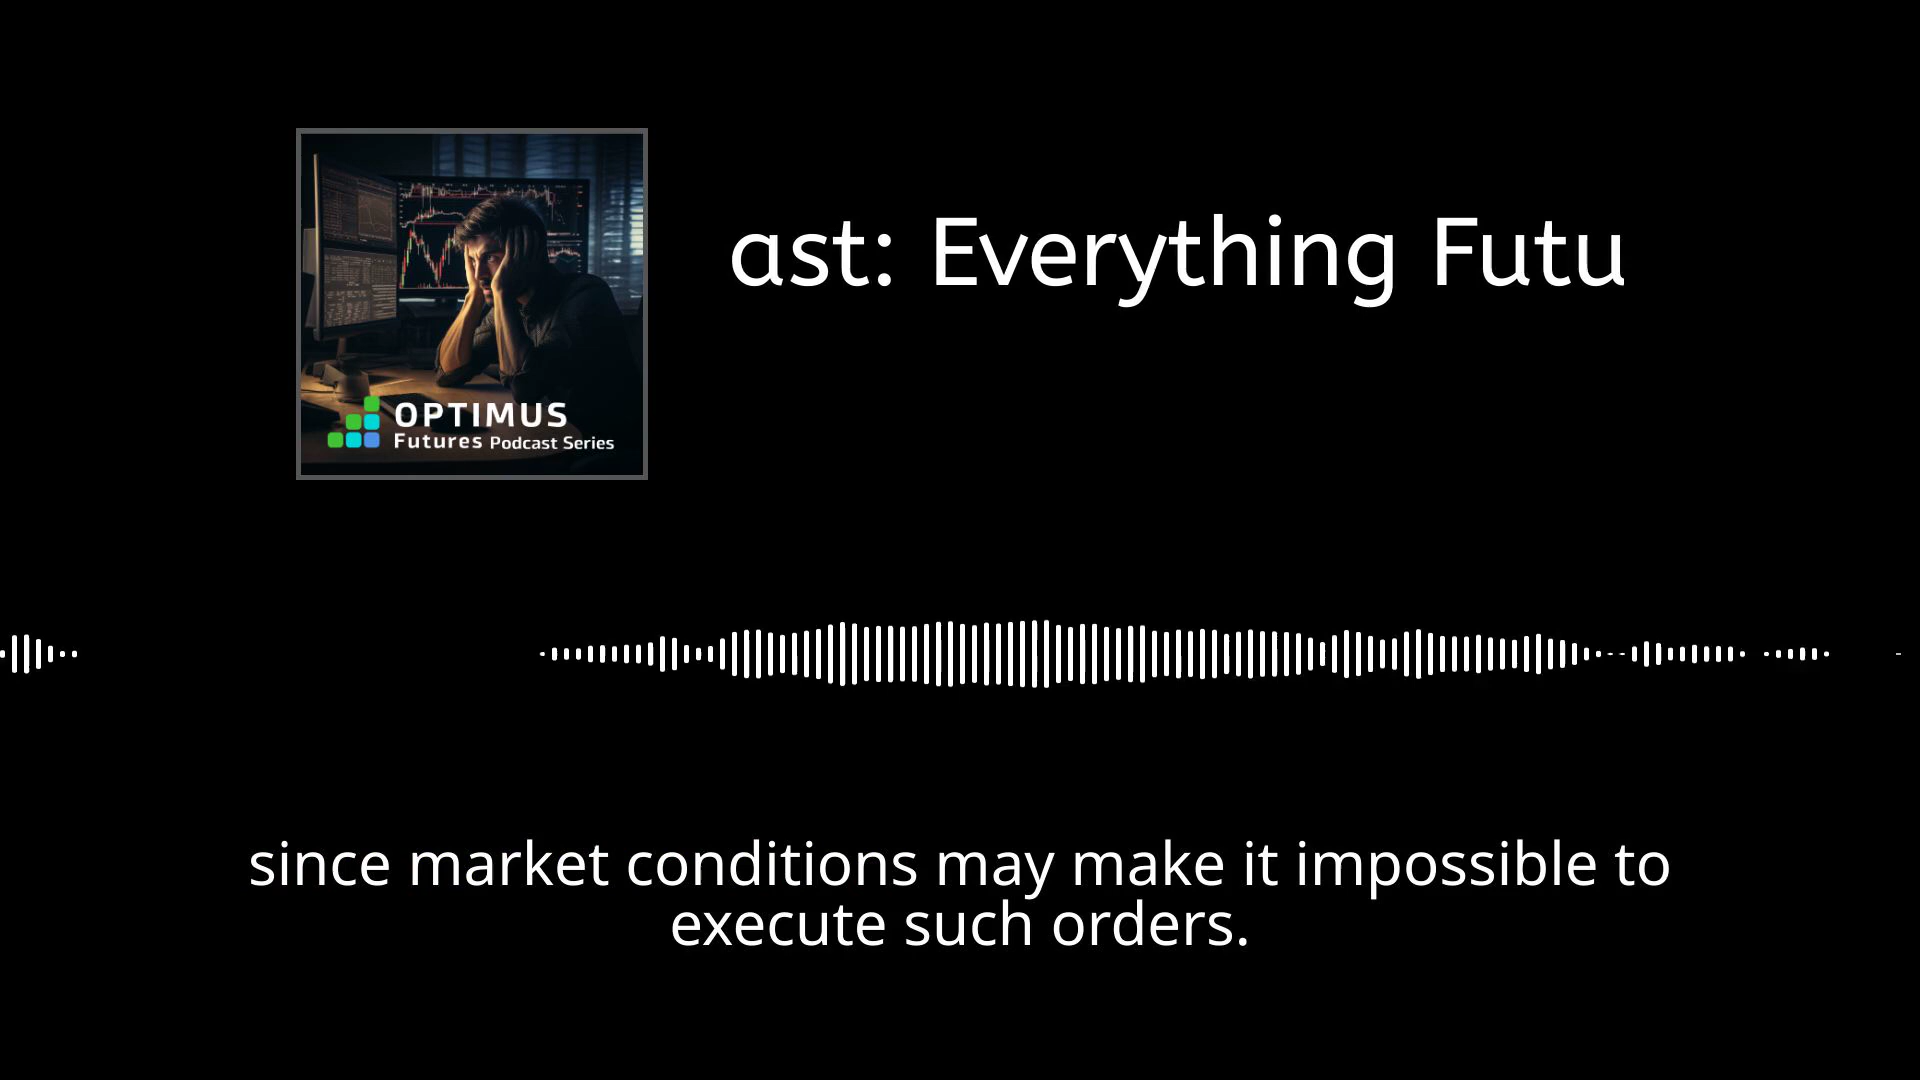 ast: Everything Futu
OPTIMUS
Futures Podcast Series
since market conditions may make it impossible to
execute such orders.